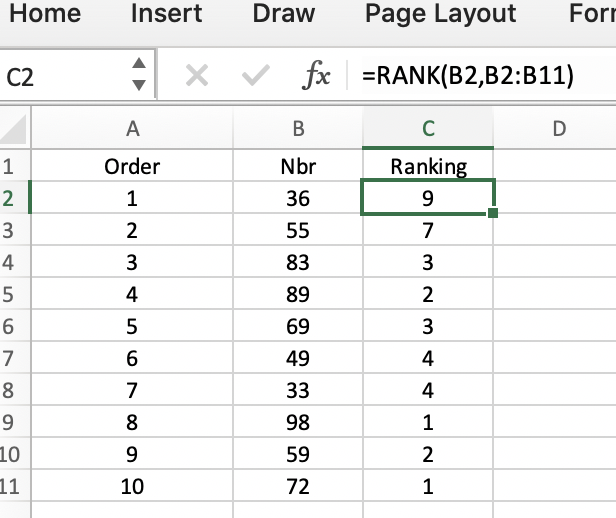 Home Insert Draw Page Layout
C2 fx =RANK(B2,B2:B11)
A B C D
1 Order Nbr Ranking
2 1 36 9
3 2 55 7
4 3 83 3
5 4 89 2
6 5 69 3
7 6 49 4
8 7 33 4
9 8 98 1
10 9 59 2
11 10 72 1